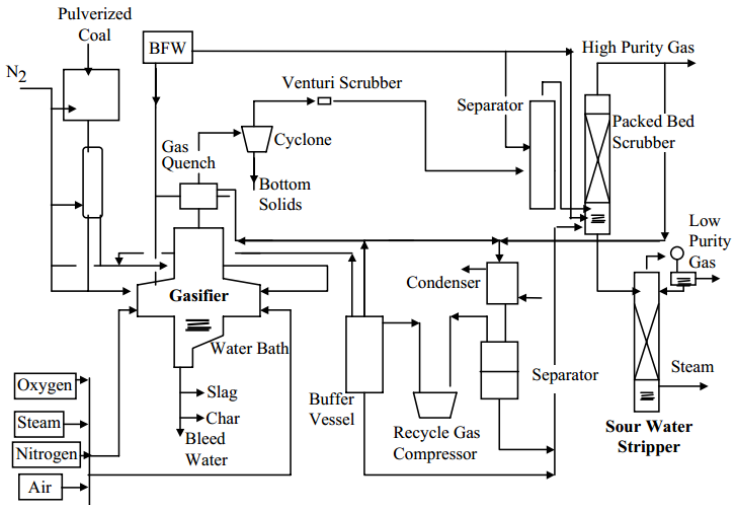 Pulverized
Coal
N2
BFW
High Purity Gas
Venturi Scrubber
Separator
Packed Bed
Scrubber
Cyclone
Gas
Quench
Bottom
Solids
Low
Purity
Gas
Condenser
Gasifier
Water Bath
Steam
Separator
Oxygen
Slag
Buffer
Vessel
Sour Water
Stripper
Steam
Char
Recycle Gas
Compressor
Bleed
Water
Nitrogen
Air